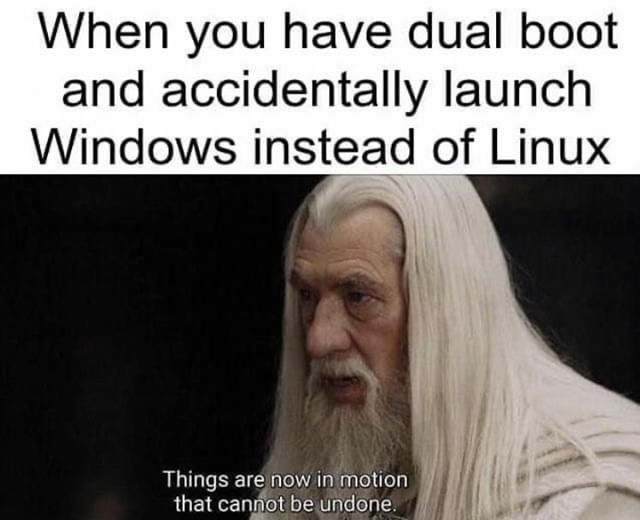 When you have dual boot
and accidentally launch
Windows instead of Linux
Things are now in motion
that cannot be undone.